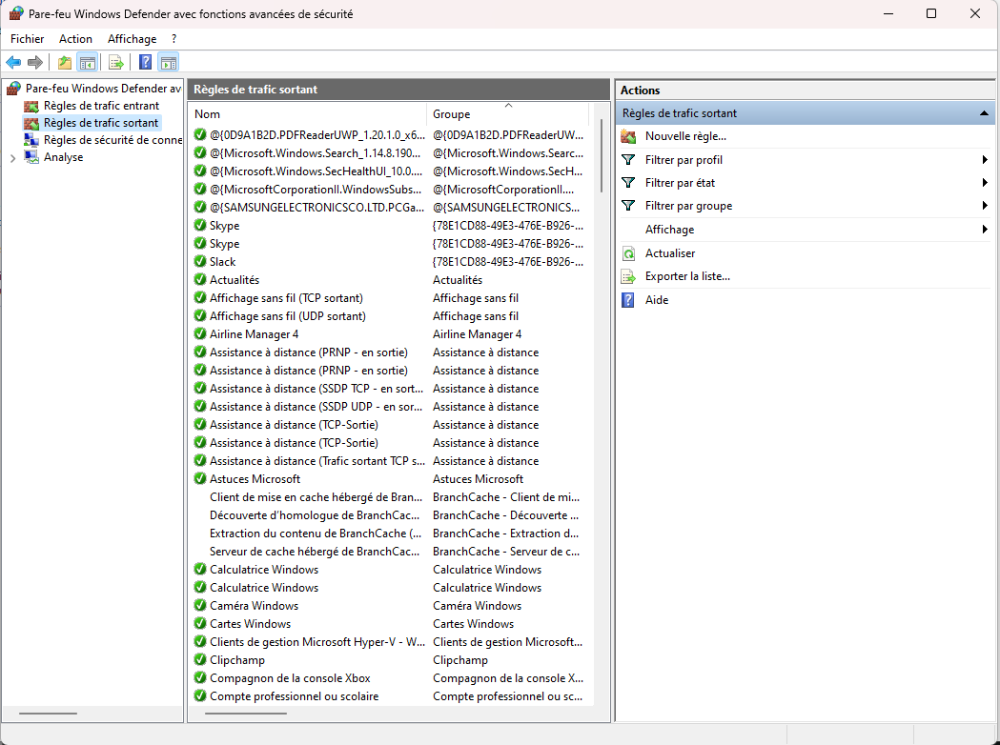 Pare-feu Windows Defender avec fonctions avancées de sécurité
Fichier Action Affichage ?
Pare-feu Windows Defender av
Règles de trafic entrant
Règles de trafic sortant
Règles de sécurité de conne
Analyse
Règles de trafic sortant
Nom Groupe
@{0D9A1B2D.PDFReaderUWP_1.20.1.0_x6... @{0D9A1B2D.PDFReaderUW...
@{Microsoft.Windows.Search_1.14.8.190... @{Microsoft.Windows.Searc...
@{Microsoft.Windows.SecHealthUI_10.0.... @{Microsoft.Windows.SecH...
@{MicrosoftCorporationII.WindowsSubs... @{MicrosoftCorporationII....
@{SAMSUNGELECTRONICSCO.LTD.PCGa... @{SAMSUNGELECTRONICS...
Skype {78E1CD88-49E3-476E-B926-...
Skype {78E1CD88-49E3-476E-B926-...
Slack {78E1CD88-49E3-476E-B926-...
Actualités Actualités
Affichage sans fil (TCP sortant) Affichage sans fil
Affichage sans fil (UDP sortant) Affichage sans fil
Airline Manager 4 Airline Manager 4
Assistance à distance (PRNP - en sortie) Assistance à distance
Assistance à distance (PRNP - en sortie) Assistance à distance
Assistance à distance (SSDP TCP - en sort... Assistance à distance
Assistance à distance (SSDP UDP - en sor... Assistance à distance
Assistance à distance (TCP-Sortie) Assistance à distance
Assistance à distance (TCP-Sortie) Assistance à distance
Assistance à distance (Trafic sortant TCP s... Assistance à distance
Astuces Microsoft Astuces Microsoft
Client de mise en cache hébergé de Bran... BranchCache - Client de mi...
Découverte d'homologue de BranchCac... BranchCache - Découverte ...
Extraction du contenu de BranchCache (... BranchCache - Extraction d...
Serveur de cache hébergé de BranchCac... BranchCache - Serveur de c...
Calculatrice Windows Calculatrice Windows
Calculatrice Windows Calculatrice Windows
Caméra Windows Caméra Windows
Cartes Windows Cartes Windows
Clients de gestion Microsoft Hyper-V - W... Clients de gestion Microsoft...
Clipchamp Clipchamp
Compagnon de la console Xbox Compagnon de la console X...
Compte professionnel ou scolaire Compte professionnel ou sc...
Actions
Règles de trafic sortant
Nouvelle règle...
Filtrer par profil
Filtrer par état
Filtrer par groupe
Affichage
Actualiser
Exporter la liste...
Aide